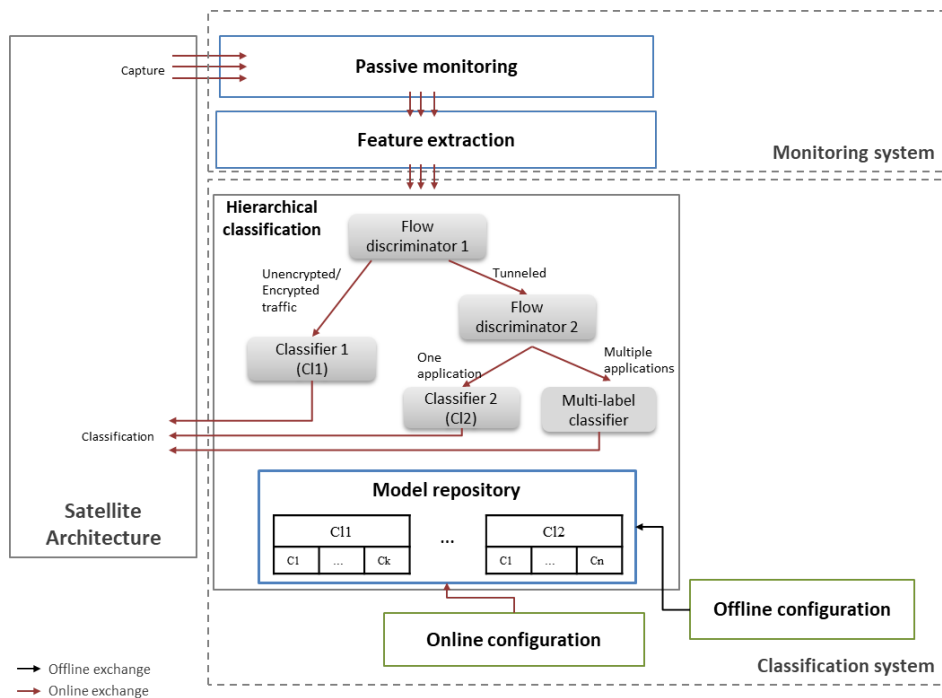 Capture
Passive monitoring
Feature extraction
Monitoring system
Hierarchical
classification
Flow
discriminator 1
Unencrypted/
Encrypted
traffic
Tunneled
Flow
discriminator 2
Classifier 1
(Cl1)
One
application
Multiple
applications
Classifier 2
(Cl2)
Multi-label
classifier
Classification
Satellite
Architecture
Model repository
Cl1
C1 ... Ck
...
Cl2
C1 ... Cn
Offline configuration
Online configuration
Classification system
Offline exchange
Online exchange